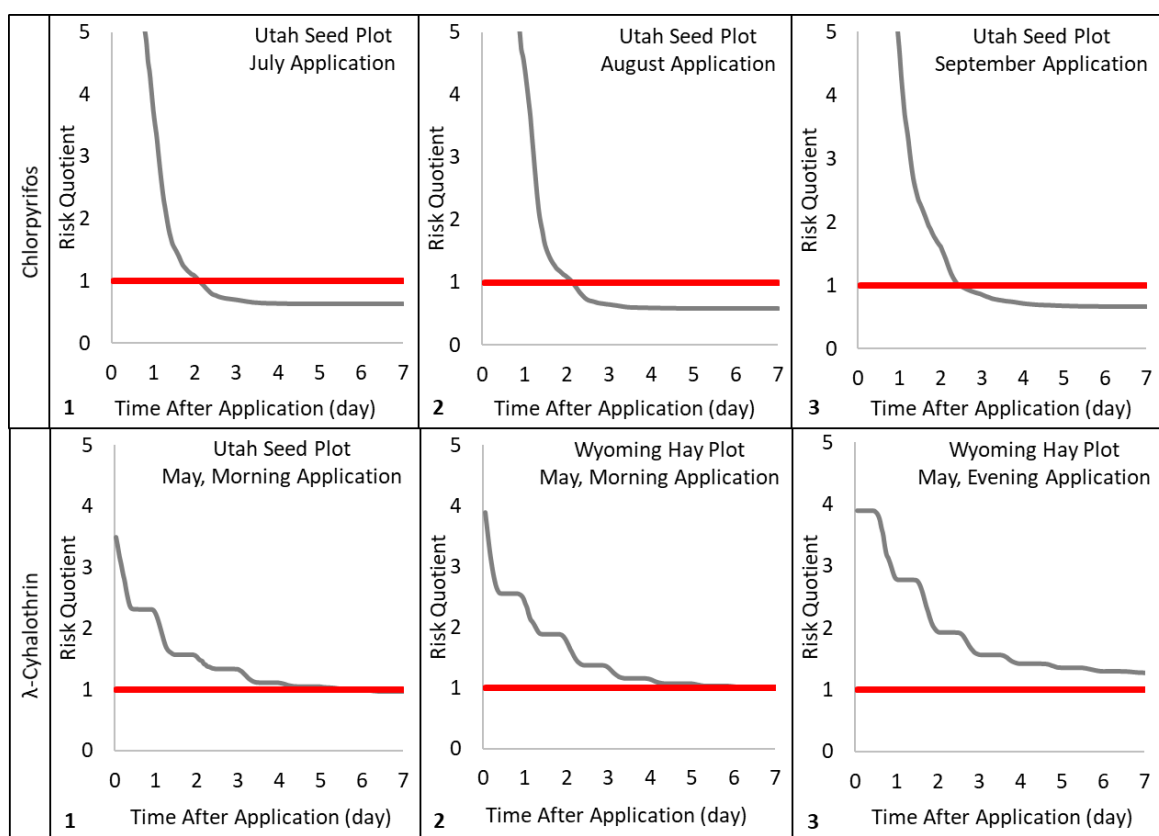 Chlorpyrifos
Utah Seed Plot
July Application
Risk Quotient
5
4
3
2
1
0
0 1 2 3 4 5 6 7
1 Time After Application (day)
Utah Seed Plot
August Application
Risk Quotient
5
4
3
2
1
0
0 1 2 3 4 5 6 7
2 Time After Application (day)
Utah Seed Plot
September Application
Risk Quotient
5
4
3
2
1
0
0 1 2 3 4 5 6 7
3 Time After Application (day)
λ-Cyhalothrin
Utah Seed Plot
May, Morning Application
Risk Quotient
5
4
3
2
1
0
0 1 2 3 4 5 6 7
1 Time After Application (day)
Wyoming Hay Plot
May, Morning Application
Risk Quotient
5
4
3
2
1
0
0 1 2 3 4 5 6 7
2 Time After Application (day)
Wyoming Hay Plot
May, Evening Application
Risk Quotient
5
4
3
2
1
0
0 1 2 3 4 5 6 7
3 Time After Application (day)